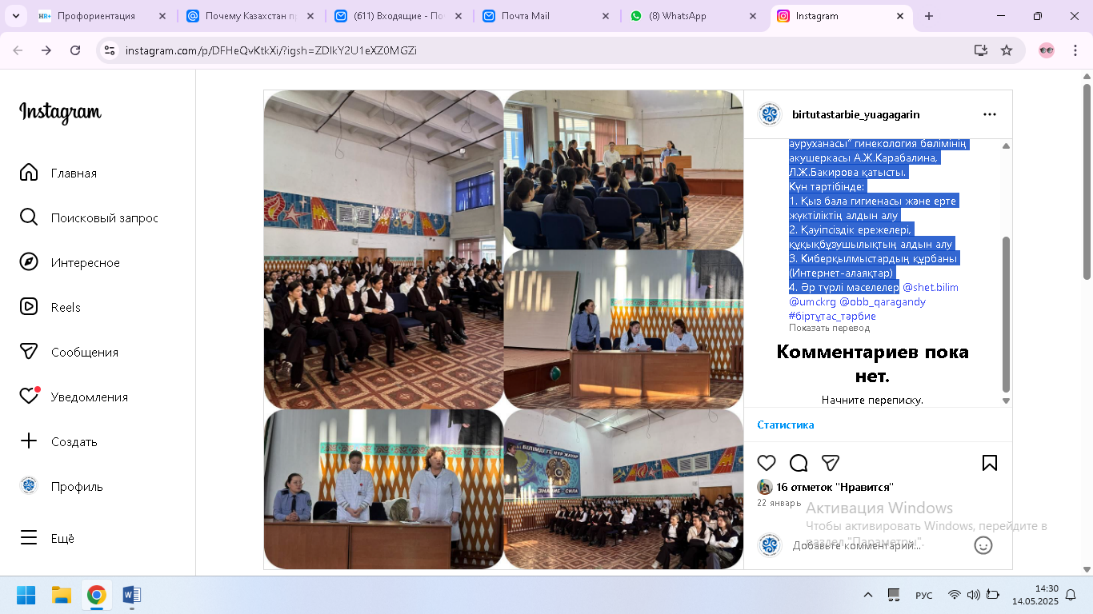 Профориентация
Почему Казахстан п
(611) Входящие - По
Почта Mail
(8) WhatsApp
Instagram
instagram.com/p/DFHeQvKtkXi/?igsh=ZDlkY2U1eXZ0MGZi
Instagram
Главная
Поисковый запрос
Интересное
Reels
Сообщения
Уведомления
Создать
Профиль
Ещё
birtutastarbie_yuagagarin
ауруханасы" гинекология бөлімінің
акушеркасы А.Ж.Карабалина,
Л.Ж.Бакирова қатысты.
Күн тәртібінде:
1. Қыз бала гигиенасы және ерте
жүктіліктің алдын алу
2. Қауіпсіздік ережелері,
құқықбұзушылықтың алдын алу
3. Киберқылмыстардың құрбаны
(Интернет-алаяқтар)
4. Әр түрлі мәселелер @shet.bilim
@umckrg @obb_qaragandy
#біртұтас_тәрбие
Показать перевод
Комментариев пока
нет.
Начните переписку.
Статистика
16 отметок "Нравится"
22 январь
Активация Windows
Чтобы активировать Windows, перейдите в
раздел "Параметры".
Добавьте комментарий...
ЗНАНИЕ СИЛА
РУС
14:30
14.05.2025